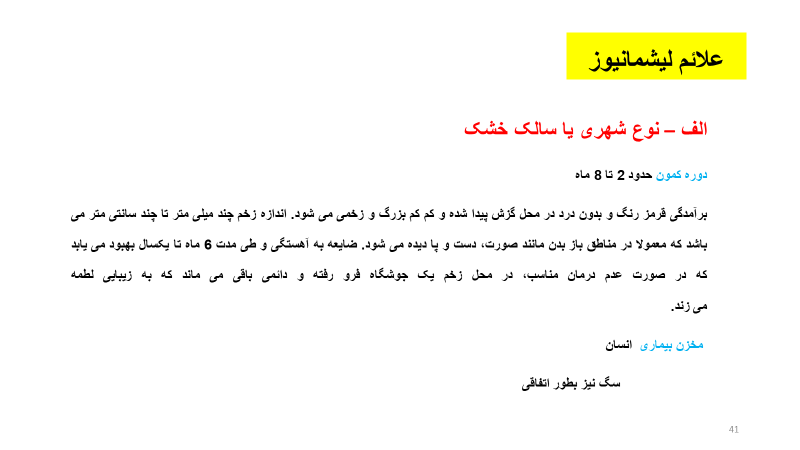 علائم لیشمانیوز
الف – نوع شهری یا سالک خشک
دوره کمون حدود 2 تا 8 ماه
برآمدگی قرمز رنگ و بدون درد در محل گزش پیدا شده و کم کم بزرگ و زخمی می شود. اندازه زخم چند میلی متر تا چند سانتی متر می
باشد که معمولا در مناطق باز بدن مانند صورت، دست و پا دیده می شود. ضایعه به آهستگی و طی مدت 6 ماه تا یکسال بهبود می یابد
که در صورت عدم درمان مناسب، در محل زخم یک جوشگاه فرو رفته و دائمی باقی می ماند که به زیبایی لطمه
می زند.
مخزن بیماری انسان
سگ نیز بطور اتفاقی
41